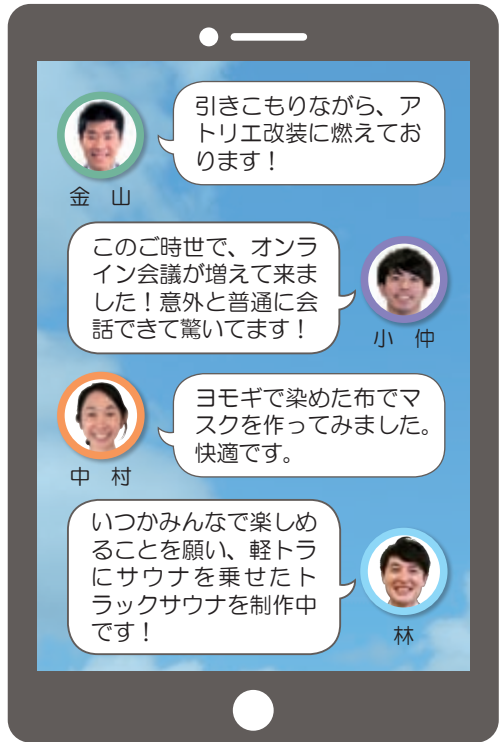 引きこもりながら、ア
トリエ改装に燃えてお
ります！
金　山
このご時世で、オンラ
イン会議が増えて来ま
した！意外と普通に会
話できて驚いてます！
小　仲
ヨモギで染めた布でマ
スクを作ってみました。
快適です。
中　村
いつかみんなで楽しめ
ることを願い、軽トラ
にサウナを乗せたト
ラックサウナを制作中
です！
林